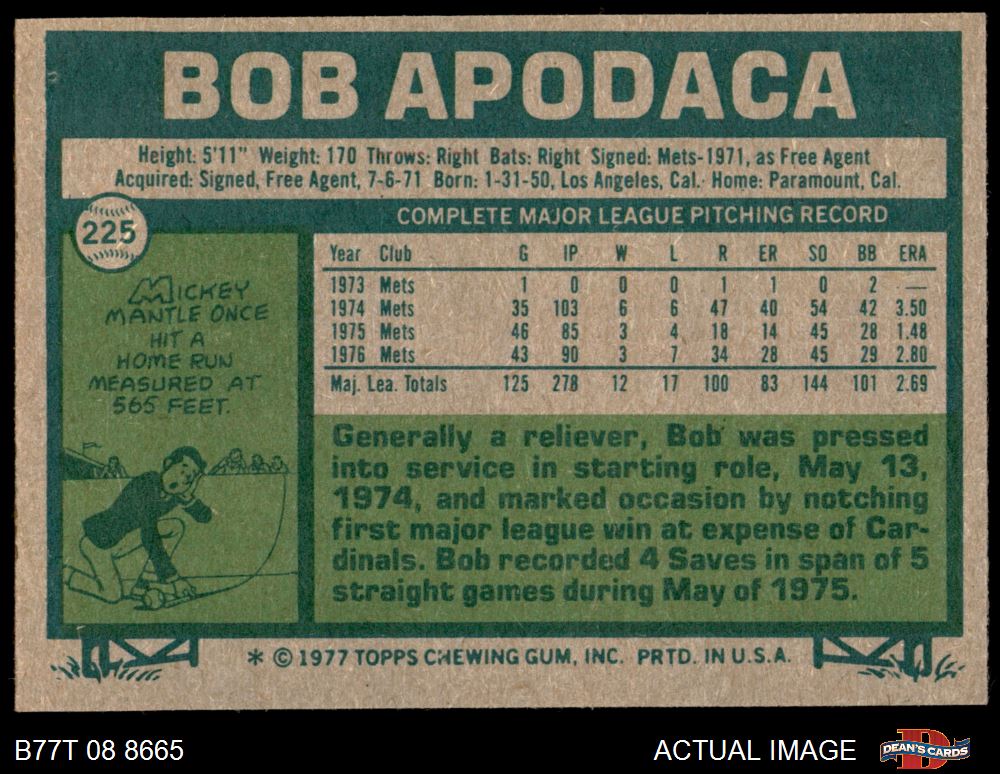 BOB APODACA
Height: 5'11" Weight: 170 Throws: Right Bats: Right Signed: Mets-1971, as Free Agent
Acquired: Signed, Free Agent, 7-6-71 Born: 1-31-50, Los Angeles, Cal. Home: Paramount, Cal.
225
COMPLETE MAJOR LEAGUE PITCHING RECORD
Year Club G IP W L R ER SO BB ERA
1973 Mets 1 0 0 0 1 1 0 2 —
1974 Mets 35 103 6 6 47 40 54 42 3.50
1975 Mets 46 85 3 4 18 14 45 28 1.48
1976 Mets 43 90 3 7 34 28 45 29 2.80
Maj. Lea. Totals 125 278 12 17 100 83 144 101 2.69
MICKEY
MANTLE ONCE
HIT A
HOME RUN
MEASURED AT
565 FEET.
Generally a reliever, Bob was pressed
into service in starting role, May 13,
1974, and marked occasion by notching
first major league win at expense of Car-
dinals. Bob recorded 4 Saves in span of 5
straight games during May of 1975.
* © 1977 TOPPS CHEWING GUM, INC. PRTD. IN U.S.A.
B77T 08 8665
ACTUAL IMAGE
DEAN'S CARDS